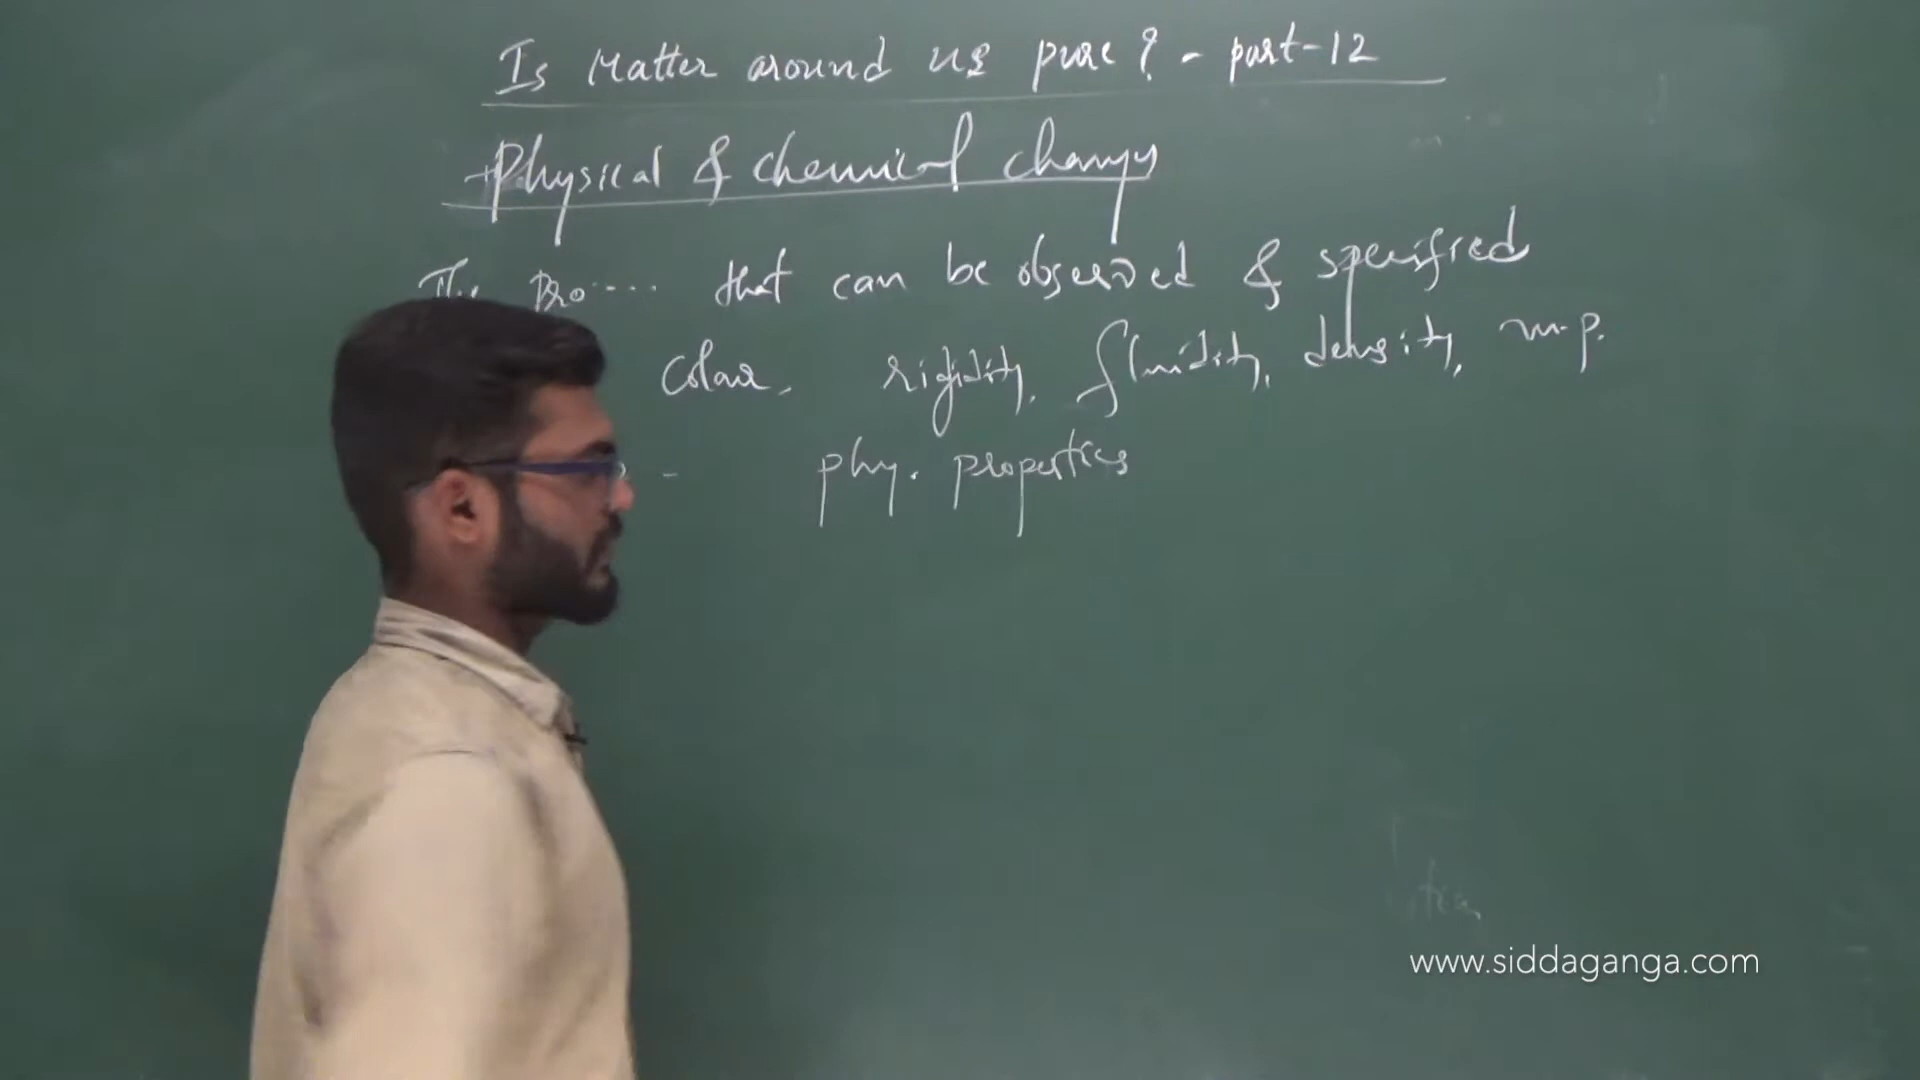 Is Matter around us pure? - part-12
Physical & chemical changes
The Pro.... that can be observed & specified
colour, rigidity, fluidity, density, m.p.
- phy. properties
www.siddaganga.com